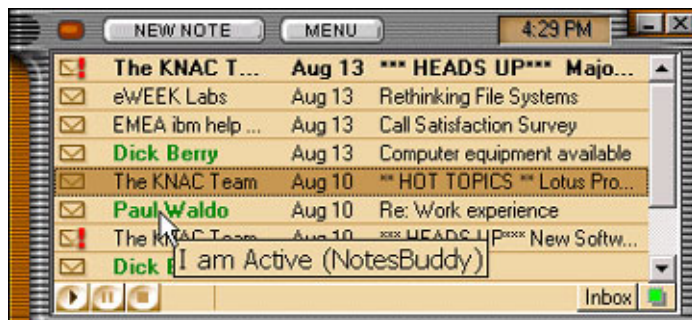 NEW NOTE MENU 4:29 PM
The KNAC T... Aug 13 *** HEADS UP*** Majo...
eWEEK Labs Aug 13 Rethinking File Systems
EMEA ibm help ... Aug 13 Call Satisfaction Survey
Dick Berry Aug 13 Computer equipment available
The KNAC Team Aug 10 ** HOT TOPICS ** Lotus Pro...
Paul Waldo Aug 10 Re: Work experience
The KNAC Team Aug 10 *** HEADS UP*** New Softw...
Dick
I am Active (NotesBuddy)
Inbox